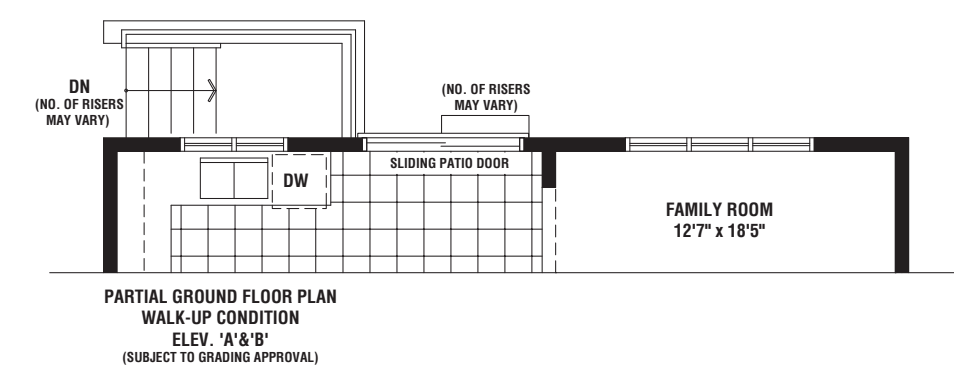 DN
(NO. OF RISERS
MAY VARY)
(NO. OF RISERS
MAY VARY)
SLIDING PATIO DOOR
DW
FAMILY ROOM
12'7" x 18'5"
PARTIAL GROUND FLOOR PLAN
WALK-UP CONDITION
ELEV. 'A'&'B'
(SUBJECT TO GRADING APPROVAL)